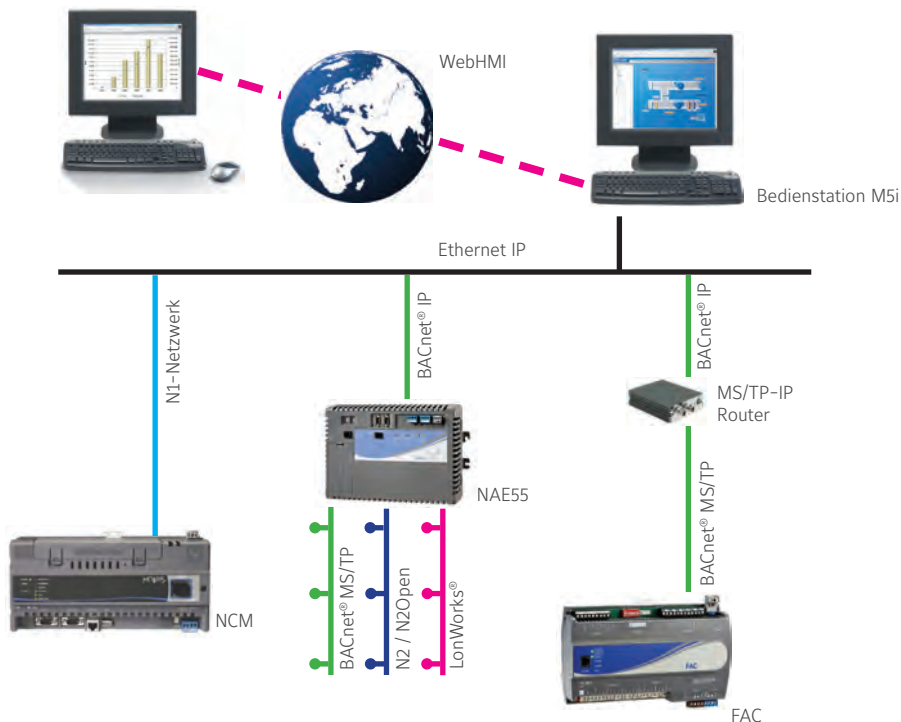 WebHMI
Bedienstation M5i
Ethernet IP
N1-Netzwerk
BACnet® IP
BACnet® IP
MS/TP-IP
Router
NAE55
BACnet® MS/TP
NCM
BACnet® MS/TP
N2 / N2Open
LonWorks®
FAC
FAC